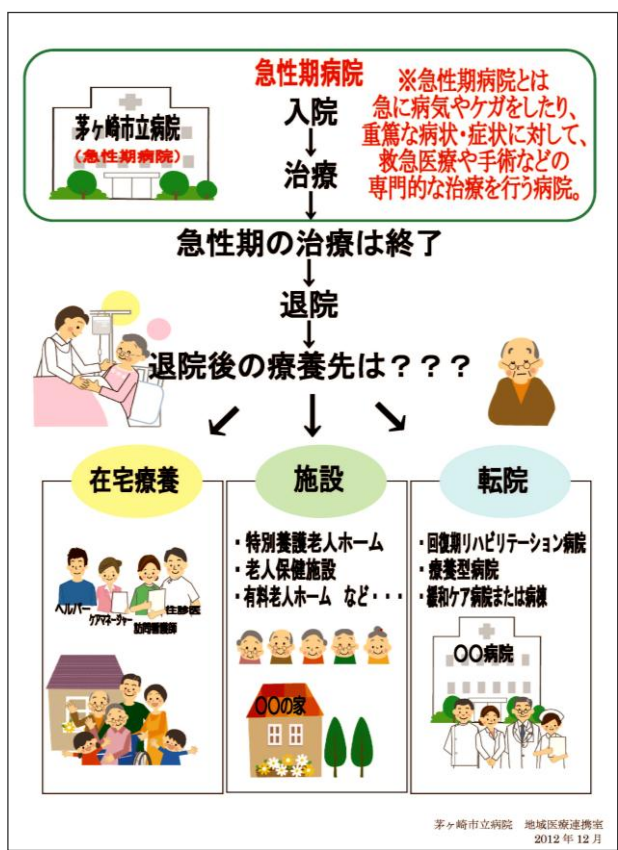 茅ヶ崎市立病院
(急性期病院)
急性期病院
入院
↓
治療
↓
※急性期病院とは
急に病気やケガをしたり、
重篤な病状・症状に対して、
救急医療や手術などの
専門的な治療を行う病院。
急性期の治療は終了
↓
退院
↓
退院後の療養先は???
在宅療養
ヘルパー
ケアマネージャー
訪問看護師
往診医
施設
・特別養護老人ホーム
・老人保健施設
・有料老人ホーム など・・・
〇〇の家
転院
・回復期リハビリテーション病院
・療養型病院
・緩和ケア病院または病棟
〇〇病院
茅ヶ崎市立病院 地域医療連携室
2012年12月